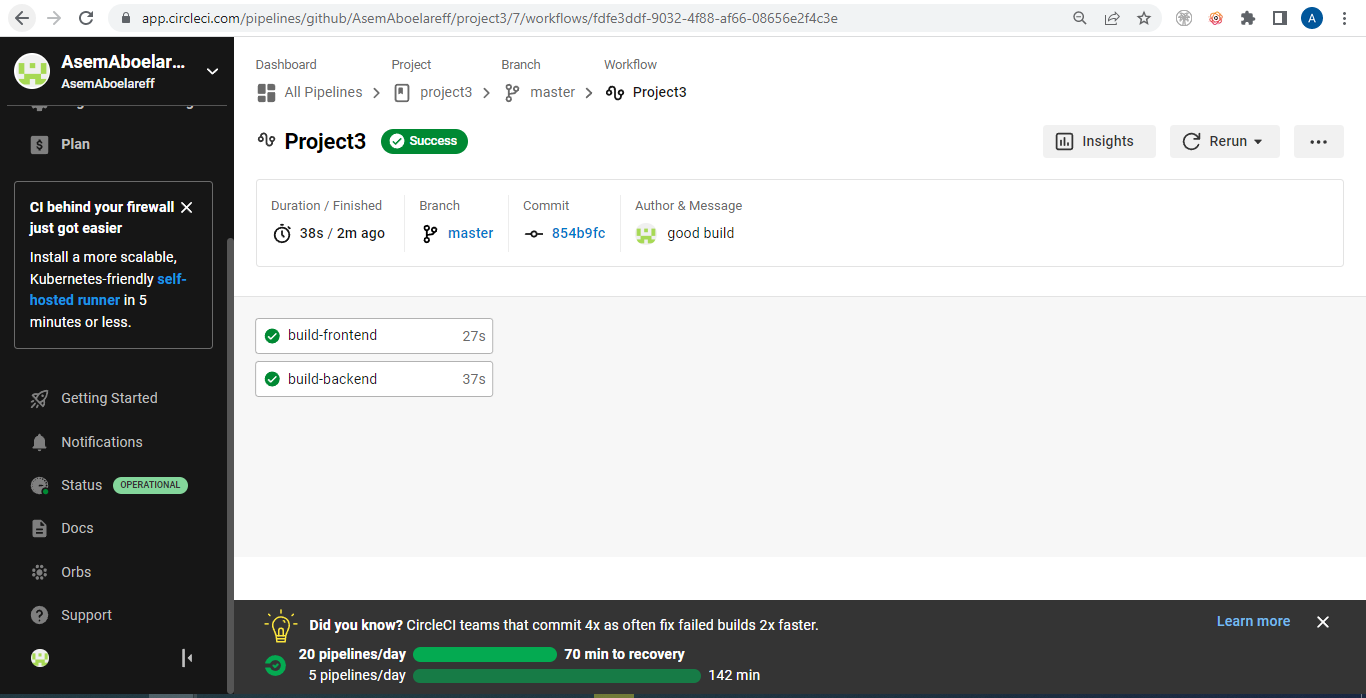 app.circleci.com/pipelines/github/AsemAboelareff/project3/7/workflows/fdfe3ddf-9032-4f88-af66-08656e2f4c3e
A
AsemAboelar...
AsemAboelareff
Plan
CI behind your firewall
just got easier
Install a more scalable,
Kubernetes-friendly self-
hosted runner in 5
minutes or less.
Getting Started
Notifications
Status OPERATIONAL
Docs
Orbs
Support
Dashboard Project Branch Workflow
All Pipelines project3 master Project3
Project3 Success
Insights Rerun
Duration / Finished Branch Commit Author & Message
38s / 2m ago master 854b9fc good build
build-frontend 27s
build-backend 37s
Did you know? CircleCI teams that commit 4x as often fix failed builds 2x faster.
Learn more
20 pipelines/day 70 min to recovery
5 pipelines/day 142 min